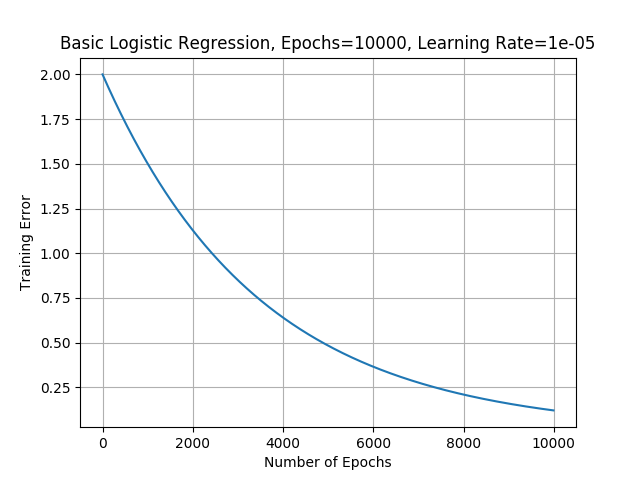 Basic Logistic Regression, Epochs=10000, Learning Rate=1e-05
2.00
1.75
1.50
1.25
1.00
0.75
0.50
0.25
Training Error
0 2000 4000 6000 8000 10000
Number of Epochs